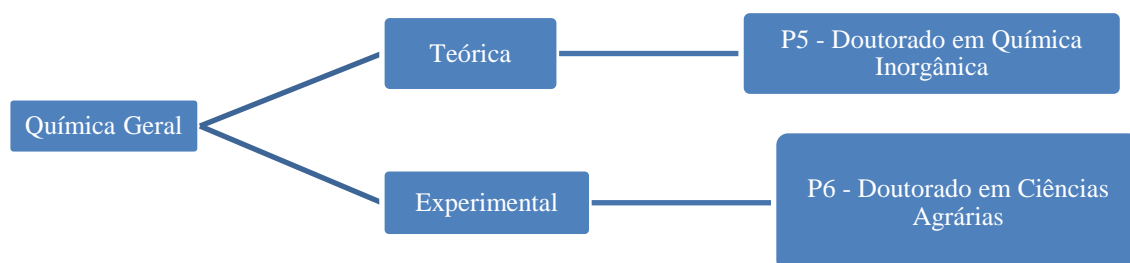 Química Geral
Teórica
P5 - Doutorado em Química
Inorgânica
Experimental
P6 - Doutorado em Ciências
Agrárias